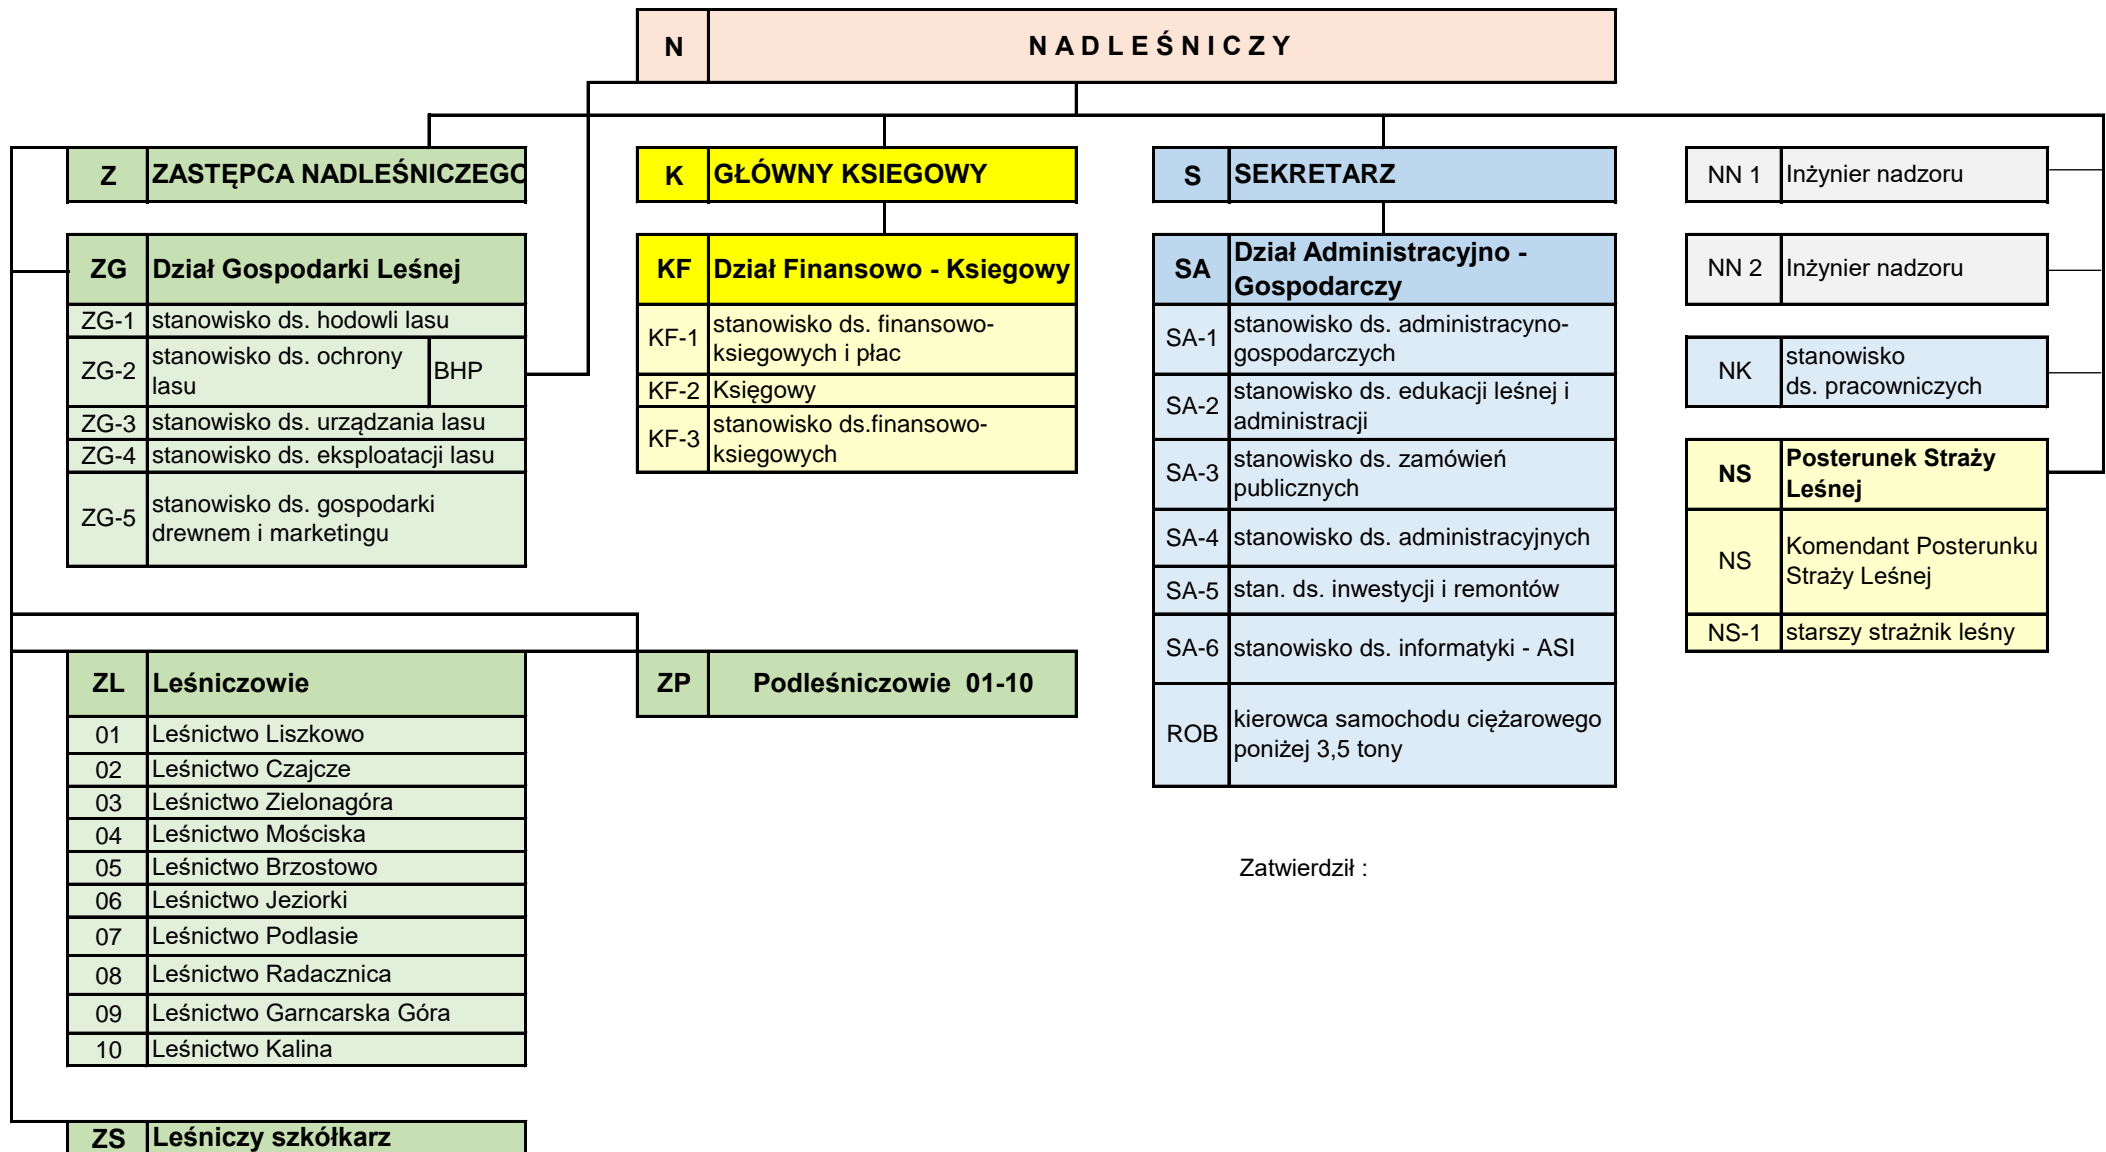 N N A D L E Ś N I C Z Y
Z ZASTĘPCA NADLEŚNICZEGO
K GŁÓWNY KSIEGOWY
S SEKRETARZ
NN 1 Inżynier nadzoru
ZG Dział Gospodarki Leśnej
ZG-1 stanowisko ds. hodowli lasu
ZG-2 stanowisko ds. ochrony
lasu
BHP
ZG-3 stanowisko ds. urządzania lasu
ZG-4 stanowisko ds. eksploatacji lasu
ZG-5 stanowisko ds. gospodarki
drewnem i marketingu
KF Dział Finansowo - Ksiegowy
KF-1 stanowisko ds. finansowo-
ksiegowych i płac
KF-2 Księgowy
KF-3 stanowisko ds.finansowo-
ksiegowych
SA Dział Administracyjno -
Gospodarczy
SA-1 stanowisko ds. administracyno-
gospodarczych
SA-2 stanowisko ds. edukacji leśnej i
administracji
SA-3 stanowisko ds. zamówień
publicznych
SA-4 stanowisko ds. administracyjnych
SA-5 stan. ds. inwestycji i remontów
SA-6 stanowisko ds. informatyki - ASI
ROB kierowca samochodu ciężarowego
poniżej 3,5 tony
NN 2 Inżynier nadzoru
NK stanowisko
ds. pracowniczych
NS Posterunek Straży
Leśnej
NS Komendant Posterunku
Straży Leśnej
NS-1 starszy strażnik leśny
ZL Leśniczowie
01 Leśnictwo Liszkowo
02 Leśnictwo Czajcze
03 Leśnictwo Zielonagóra
04 Leśnictwo Mościska
05 Leśnictwo Brzostowo
06 Leśnictwo Jeziorki
07 Leśnictwo Podlasie
08 Leśnictwo Radacznica
09 Leśnictwo Garncarska Góra
10 Leśnictwo Kalina
ZP Podleśniczowie 01-10
Zatwierdził :
ZS Leśniczy szkółkarz